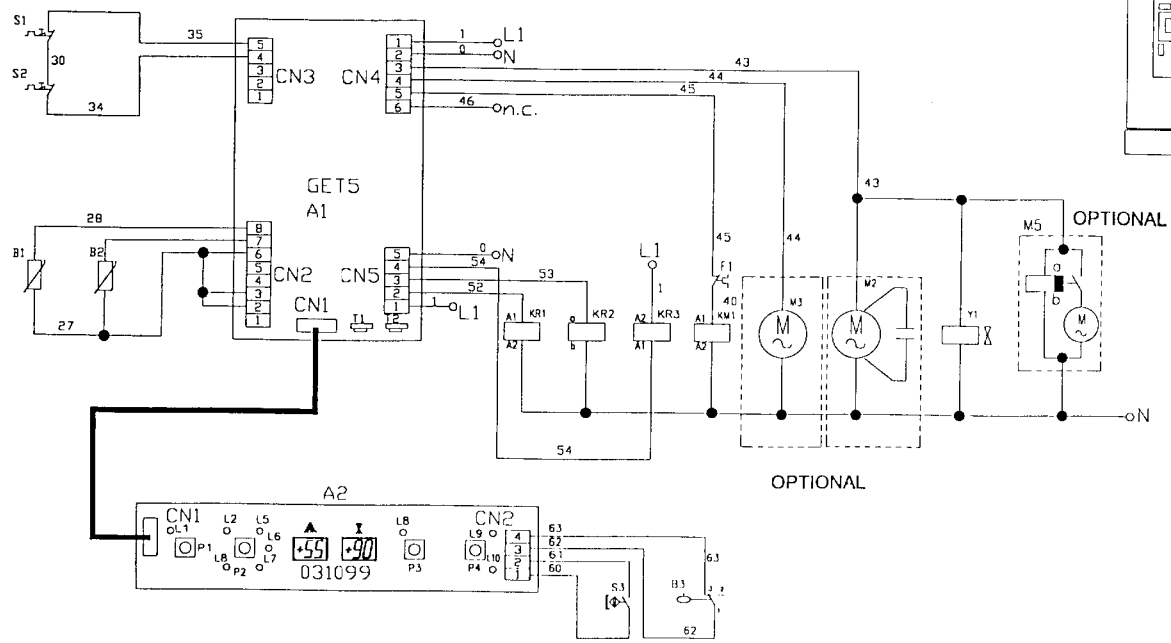 S1
S2
30
35
34
5
4
3
2
1
CN3
CN4
1
2
3
4
5
6
1
L1
0
N
43
44
45
46
n.c.
GET5
A1
28
B1
B2
27
8
7
6
5
4
3
2
1
CN2
CN5
5
4
3
2
1
CN1
T1
0
N
54
53
52
1
L1
L1
1
A1
KR1
A2
a
KR2
b
A2
KR3
A1
45
F1
40
A1
KM1
A2
44
43
M3
M
M2
M
Y1
M5
OPTIONAL
a
b
M
N
54
OPTIONAL
A2
CN1
L1
P1
L2
L5
L6
L7
L8
P2
+55
+90
031099
L8
P3
CN2
L9
L10
P4
4
3
2
1
63
62
61
60
S3
B3
63
3
2
1
62